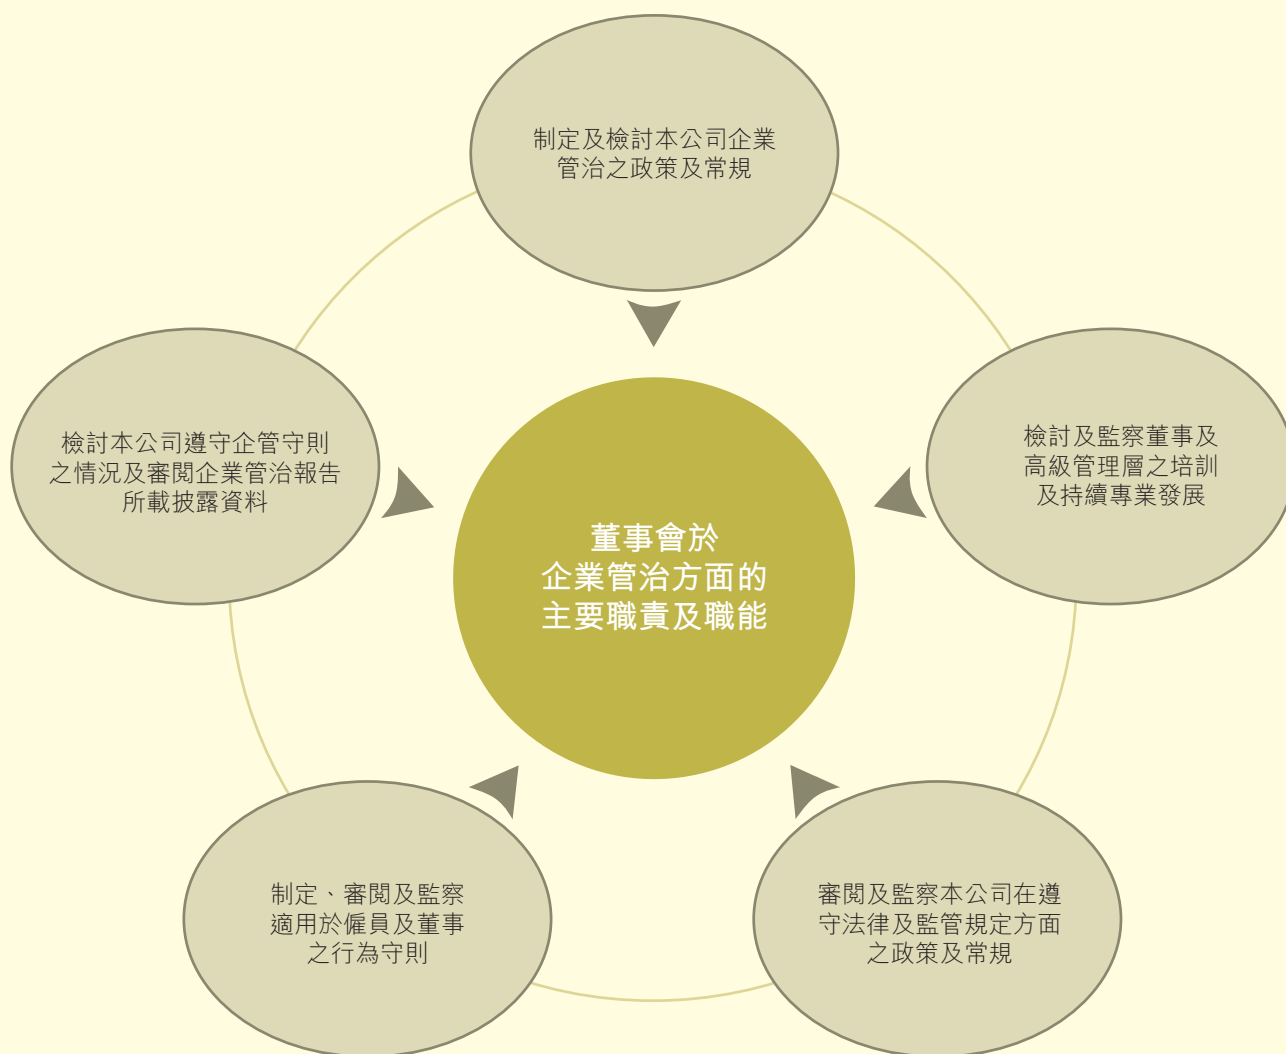 制定及檢討本公司企業
管治之政策及常規
檢討本公司遵守企管守則
之情況及審閱企業管治報告
所載披露資料
檢討及監察董事及
高級管理層之培訓
及持續專業發展
董事會於
企業管治方面的
主要職責及職能
制定、審閱及監察
適用於僱員及董事
之行為守則
審閱及監察本公司在遵
守法律及監管規定方面
之政策及常規